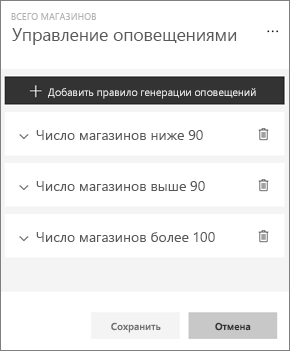 ВСЕГО МАГАЗИНОВ
Управление оповещениями
Добавить правило генерации оповещений
Число магазинов ниже 90
Число магазинов выше 90
Число магазинов более 100
Сохранить
Отмена